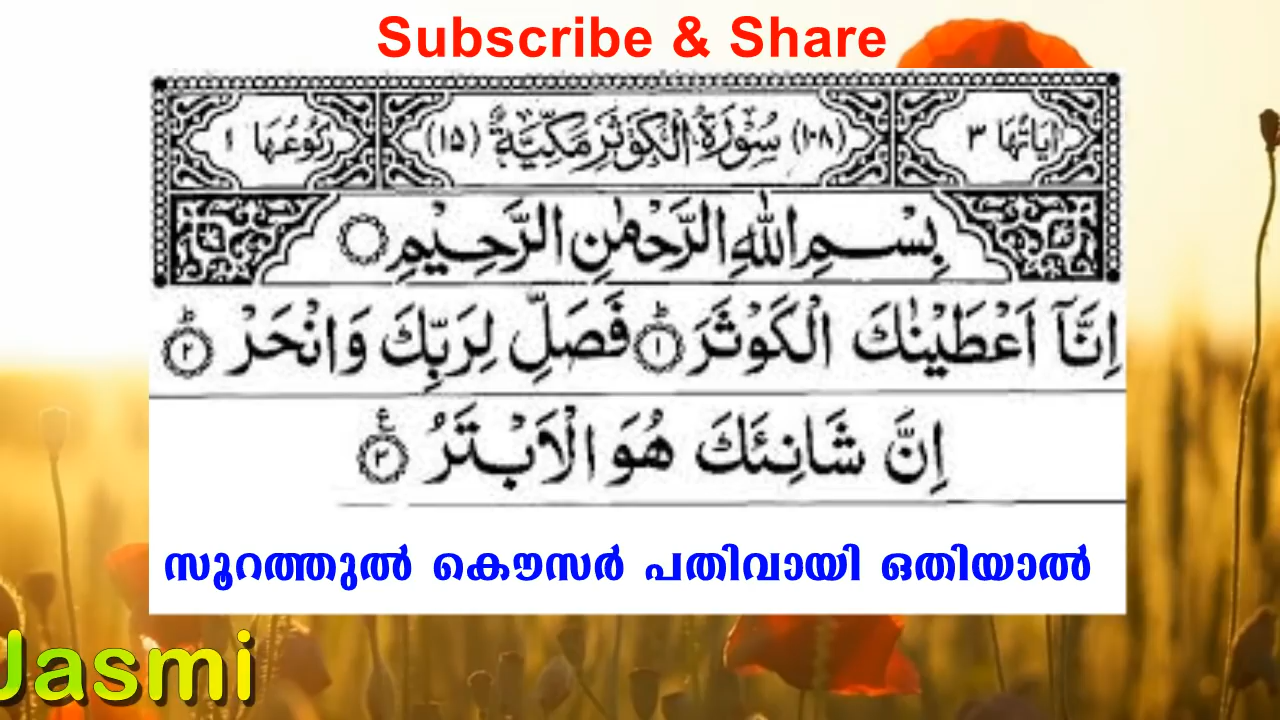 Subscribe & Share
اٰيَاتُهَا ٣ (١٠٨) سُوْرَةُ الْكَوْثَرِ مَكِّيَّةٌ (١٥) رُكُوْعُهَا ١
بِسْمِ اللّٰهِ الرَّحْمٰنِ الرَّحِيْمِ
اِنَّاۤ اَعْطَيْنٰكَ الْكَوْثَرَ ؕ﴿١﴾ فَصَلِّ لِرَبِّكَ وَانْحَرْ ؕ﴿٢﴾
اِنَّ شَانِئَكَ هُوَ الْاَبْتَرُ ﴿٣﴾ ع
സൂറത്തുൽ കൌസർ പതിവായി ഒതിയാൽ
Jasmi